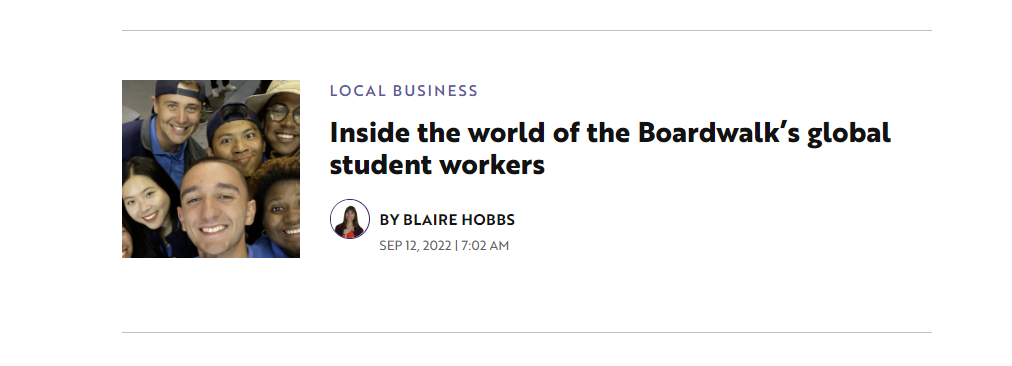 LOCAL BUSINESS
Inside the world of the Boardwalk’s global
student workers
BY BLAIRE HOBBS
SEP 12, 2022 | 7:02 AM